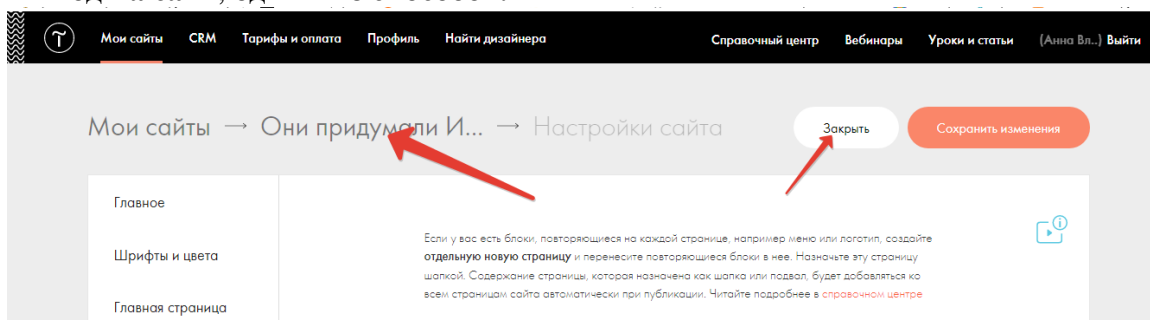 Мои сайты CRM Тарифы и оплата Профиль Найти дизайнера Справочный центр Вебинары Уроки и статьи (Анна Вл..) Выйти
Мои сайты → Они придумали И... → Настройки сайта Закрыть Сохранить изменения
Главное
Если у вас есть блоки, повторяющиеся на каждой странице, например меню или логотип, создайте
Шрифты и цвета
отдельную новую страницу и перенесите повторяющиеся блоки в нее. Назначьте эту страницу
шапкой. Содержание страницы, которая назначена как шапка или подвал, будет добавляться ко
всем страницам сайта автоматически при публикации. Читайте подробнее в справочном центре
Главная страница